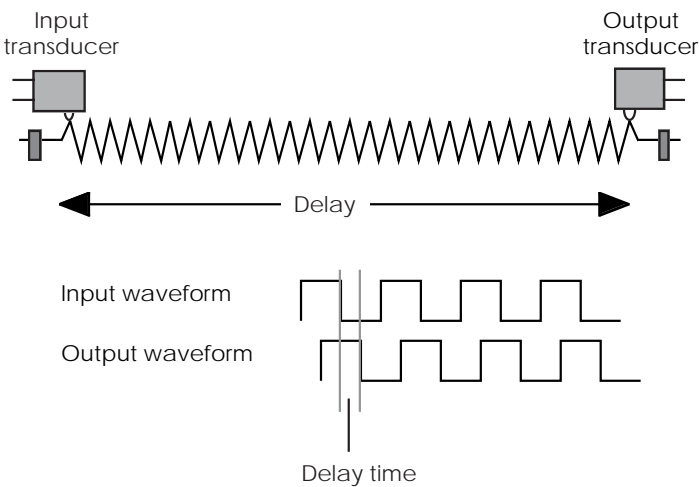 Input
transducer
Output
transducer
Delay
Input waveform
Output waveform
Delay time